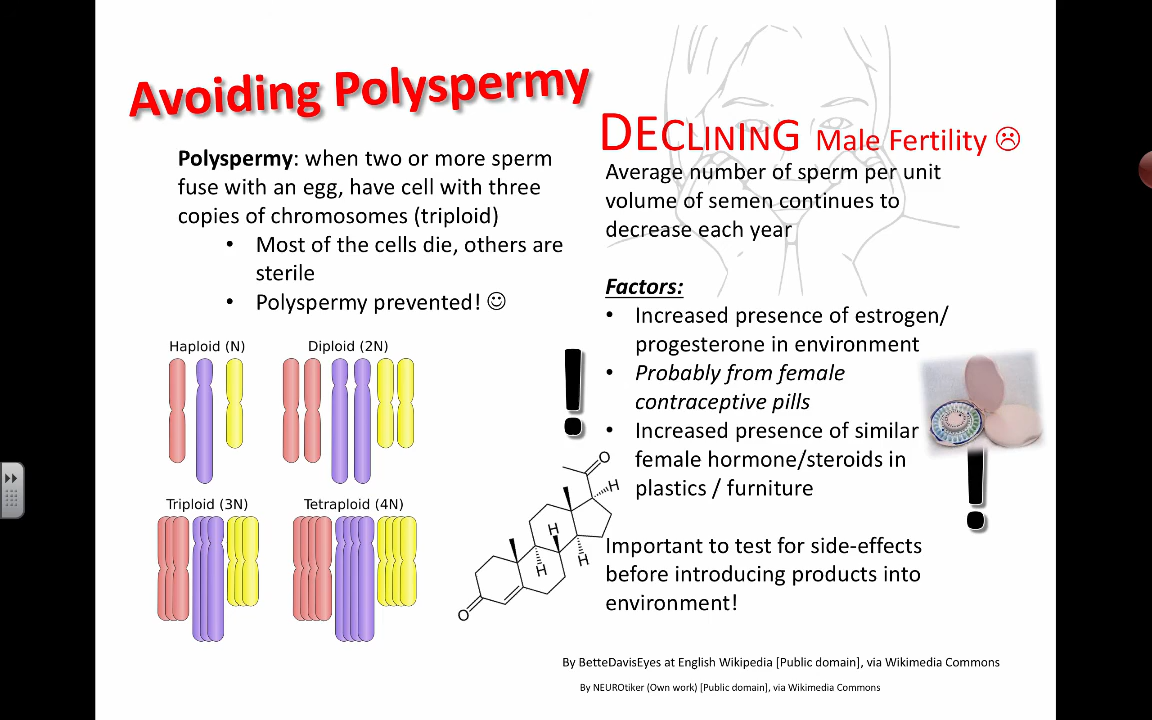 Avoiding Polyspermy
Polyspermy: when two or more sperm
fuse with an egg, have cell with three
copies of chromosomes (triploid)
• Most of the cells die, others are
sterile
• Polyspermy prevented! ☺
Haploid (N)
Diploid (2N)
Triploid (3N)
Tetraploid (4N)
!
O
H
H
H
H
O
DECLINING Male Fertility ☹
Average number of sperm per unit
volume of semen continues to
decrease each year
Factors:
• Increased presence of estrogen/
progesterone in environment
• Probably from female
contraceptive pills
• Increased presence of similar
female hormone/steroids in
plastics / furniture
!
Important to test for side-effects
before introducing products into
environment!
By BetteDavisEyes at English Wikipedia [Public domain], via Wikimedia Commons
By NEUROtiker (Own work) [Public domain], via Wikimedia Commons